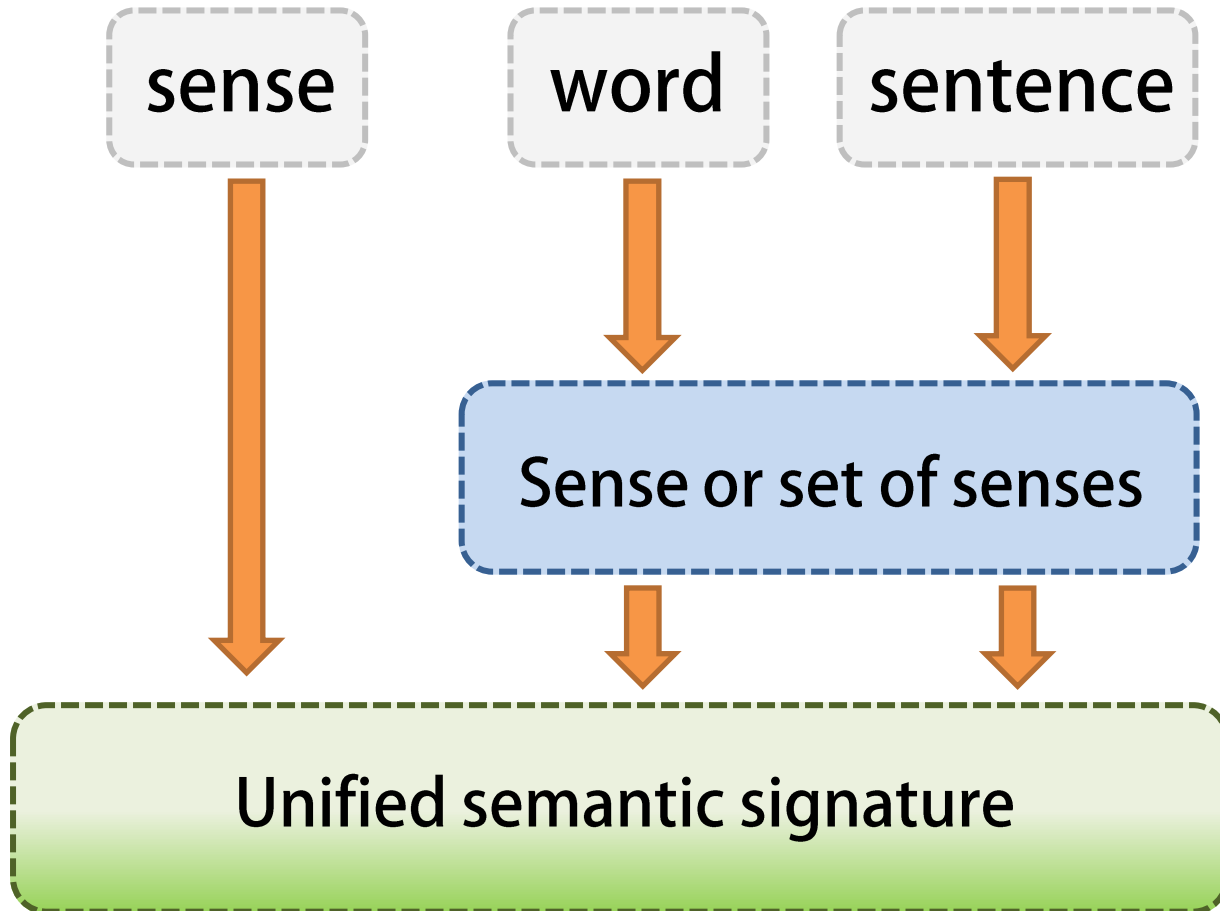 sense
word
sentence
Sense or set of senses
Unified semantic signature